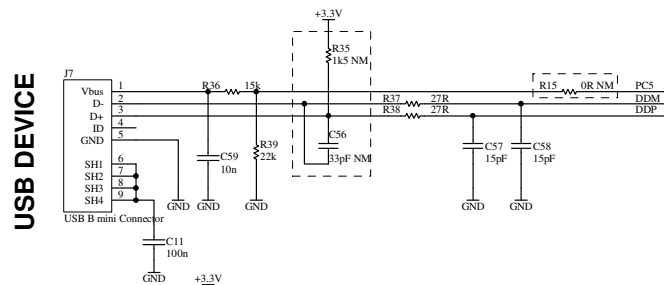 +3.3V
R35
1k5 NM
J7
R36 15k
R15 0R NM
PC5
Vbus 1
D- 2
R37 27R
DDM
D+ 3
R38 27R
DDP
ID 4
GND 5
C56
33pF NM
R39
22k
C59
10n
C57
15pF
C58
15pF
SH1 6
SH2 7
SH3 8
SH4 9
GND
GND
GND
GND
GND
USB B mini Connector
C11
100n
GND
+3.3V
USB DEVICE